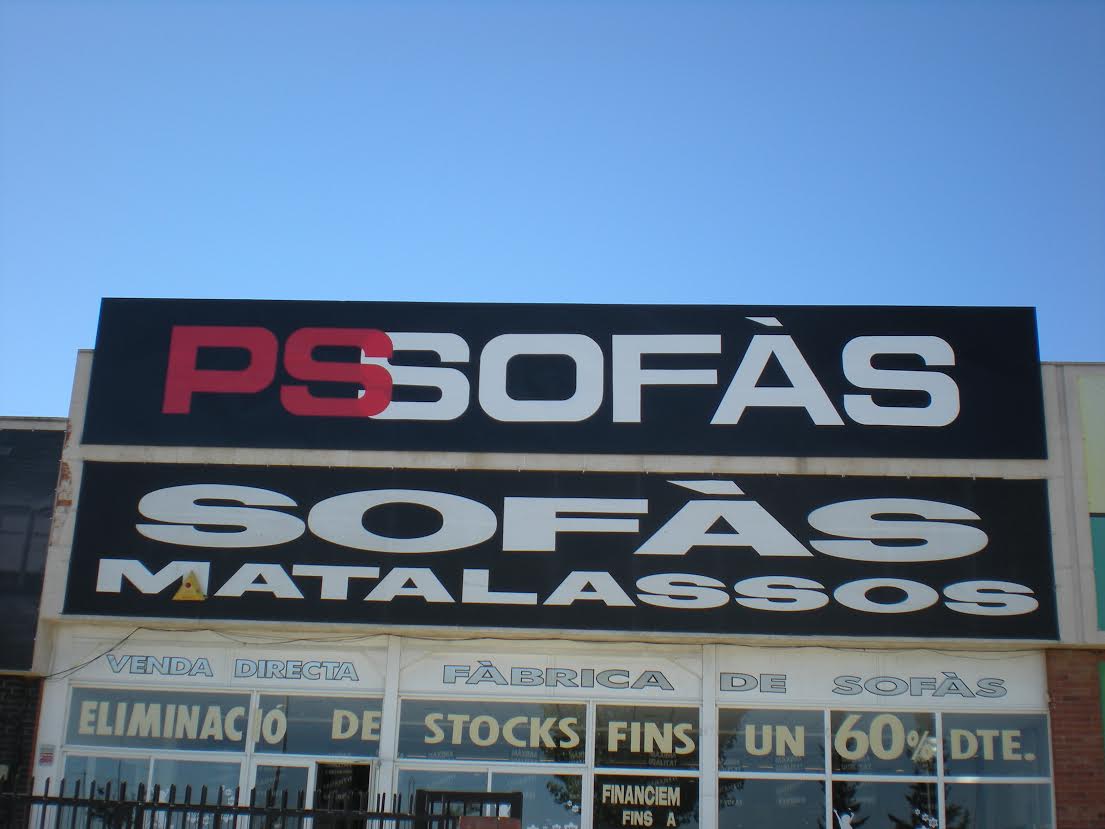 PSSOFÀS
SOFÀS
MATALASSOS
VENDA DIRECTA FÀBRICA DE SOFÀS
ELIMINACIÓ DE STOCKS FINS UN 60% DTE.
FINANCIEM
FINS A